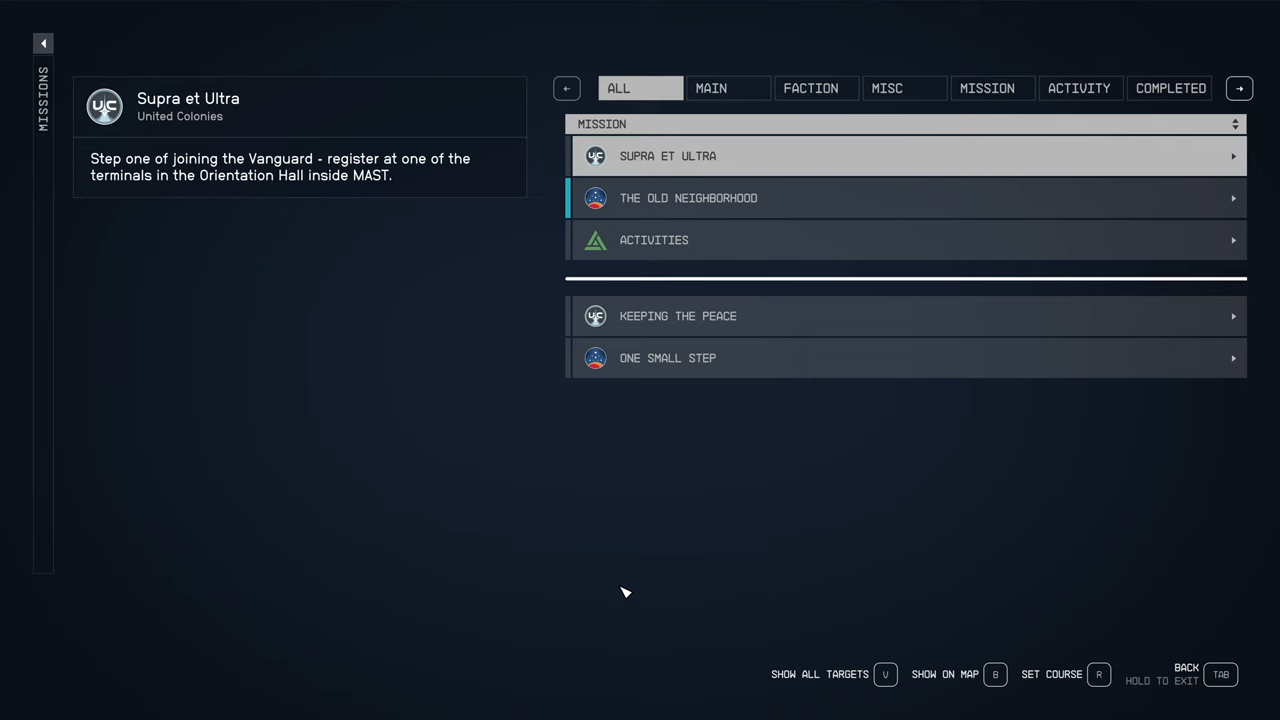 MISSIONS
UC
Supra et Ultra
United Colonies
Step one of joining the Vanguard - register at one of the
terminals in the Orientation Hall inside MAST.
ALL MAIN FACTION MISC MISSION ACTIVITY COMPLETED
MISSION
UC SUPRA ET ULTRA
THE OLD NEIGHBORHOOD
ACTIVITIES
UC KEEPING THE PEACE
ONE SMALL STEP
SHOW ALL TARGETS V SHOW ON MAP B SET COURSE R BACK TAB
HOLD TO EXIT